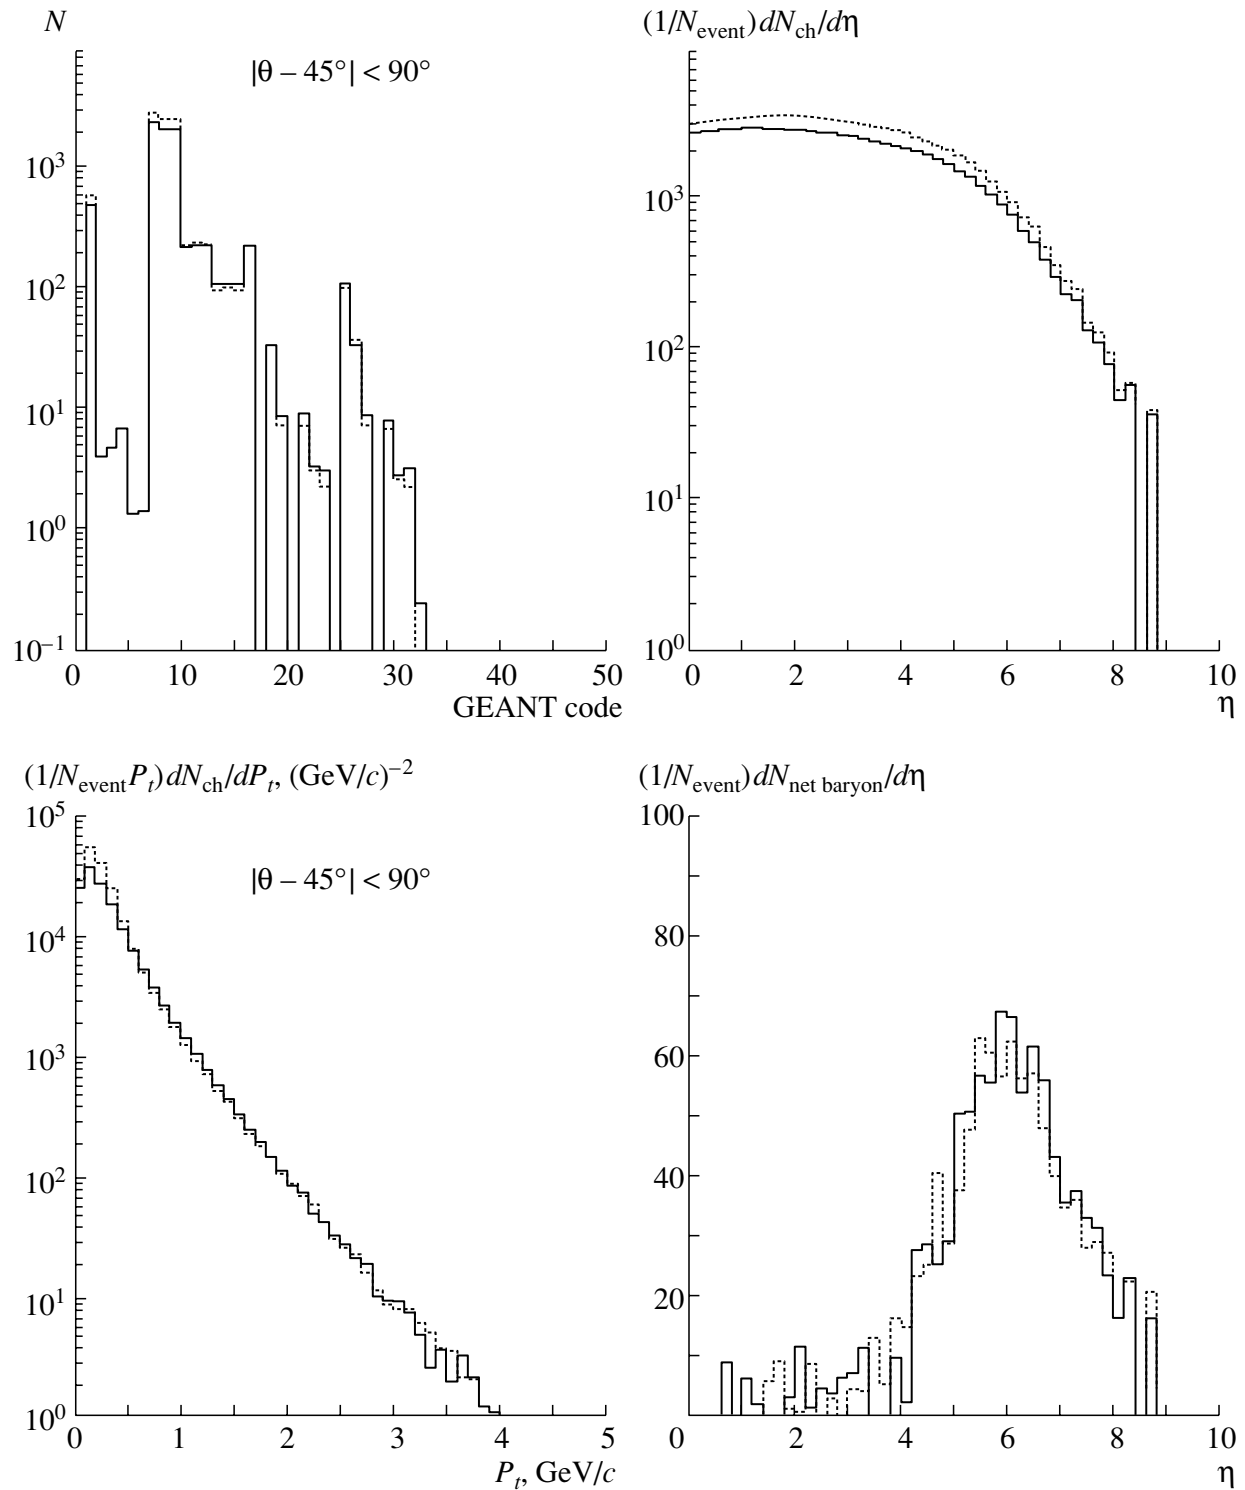 N
|θ – 45°| < 90°
10³
10²
10¹
10⁰
10⁻¹
0 10 20 30 40 50
GEANT code
(1/N_event) dN_ch/dη
10³
10²
10¹
10⁰
0 2 4 6 8 10
η
(1/N_event P_t) dN_ch/dP_t, (GeV/c)⁻²
|θ – 45°| < 90°
10⁵
10⁴
10³
10²
10¹
10⁰
0 1 2 3 4 5
P_t, GeV/c
(1/N_event) dN_net baryon/dη
100
80
60
40
20
0 2 4 6 8 10
η